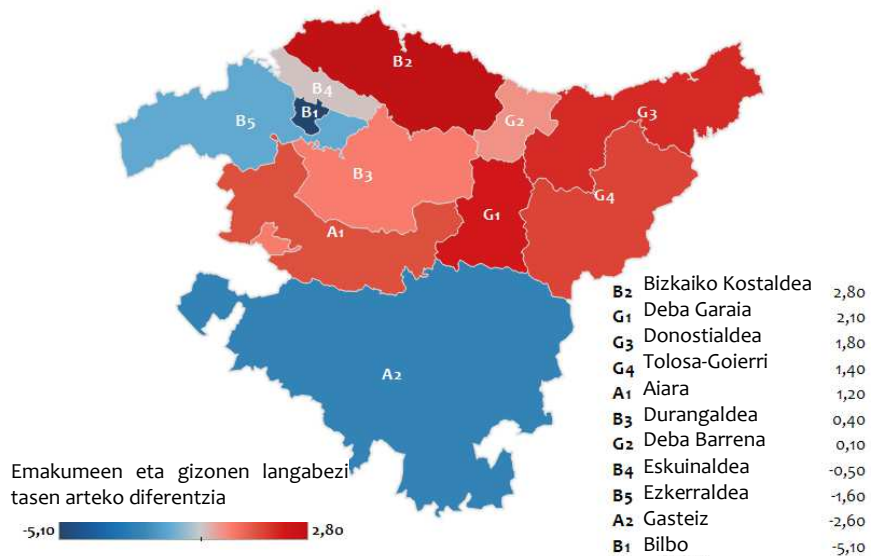 B2
B4
B1
B5
G2
G3
B3
G4
G1
A1
A2
B2 Bizkaiko Kostaldea 2,80
G1 Deba Garaia 2,10
G3 Donostialdea 1,80
G4 Tolosa-Goierri 1,40
A1 Aiara 1,20
B3 Durangaldea 0,40
G2 Deba Barrena 0,10
B4 Eskuinaldea -0,50
B5 Ezkerraldea -1,60
A2 Gasteiz -2,60
B1 Bilbo -5,10
Emakumeen eta gizonen langabezi
tasen arteko diferentzia
-5,10 2,80